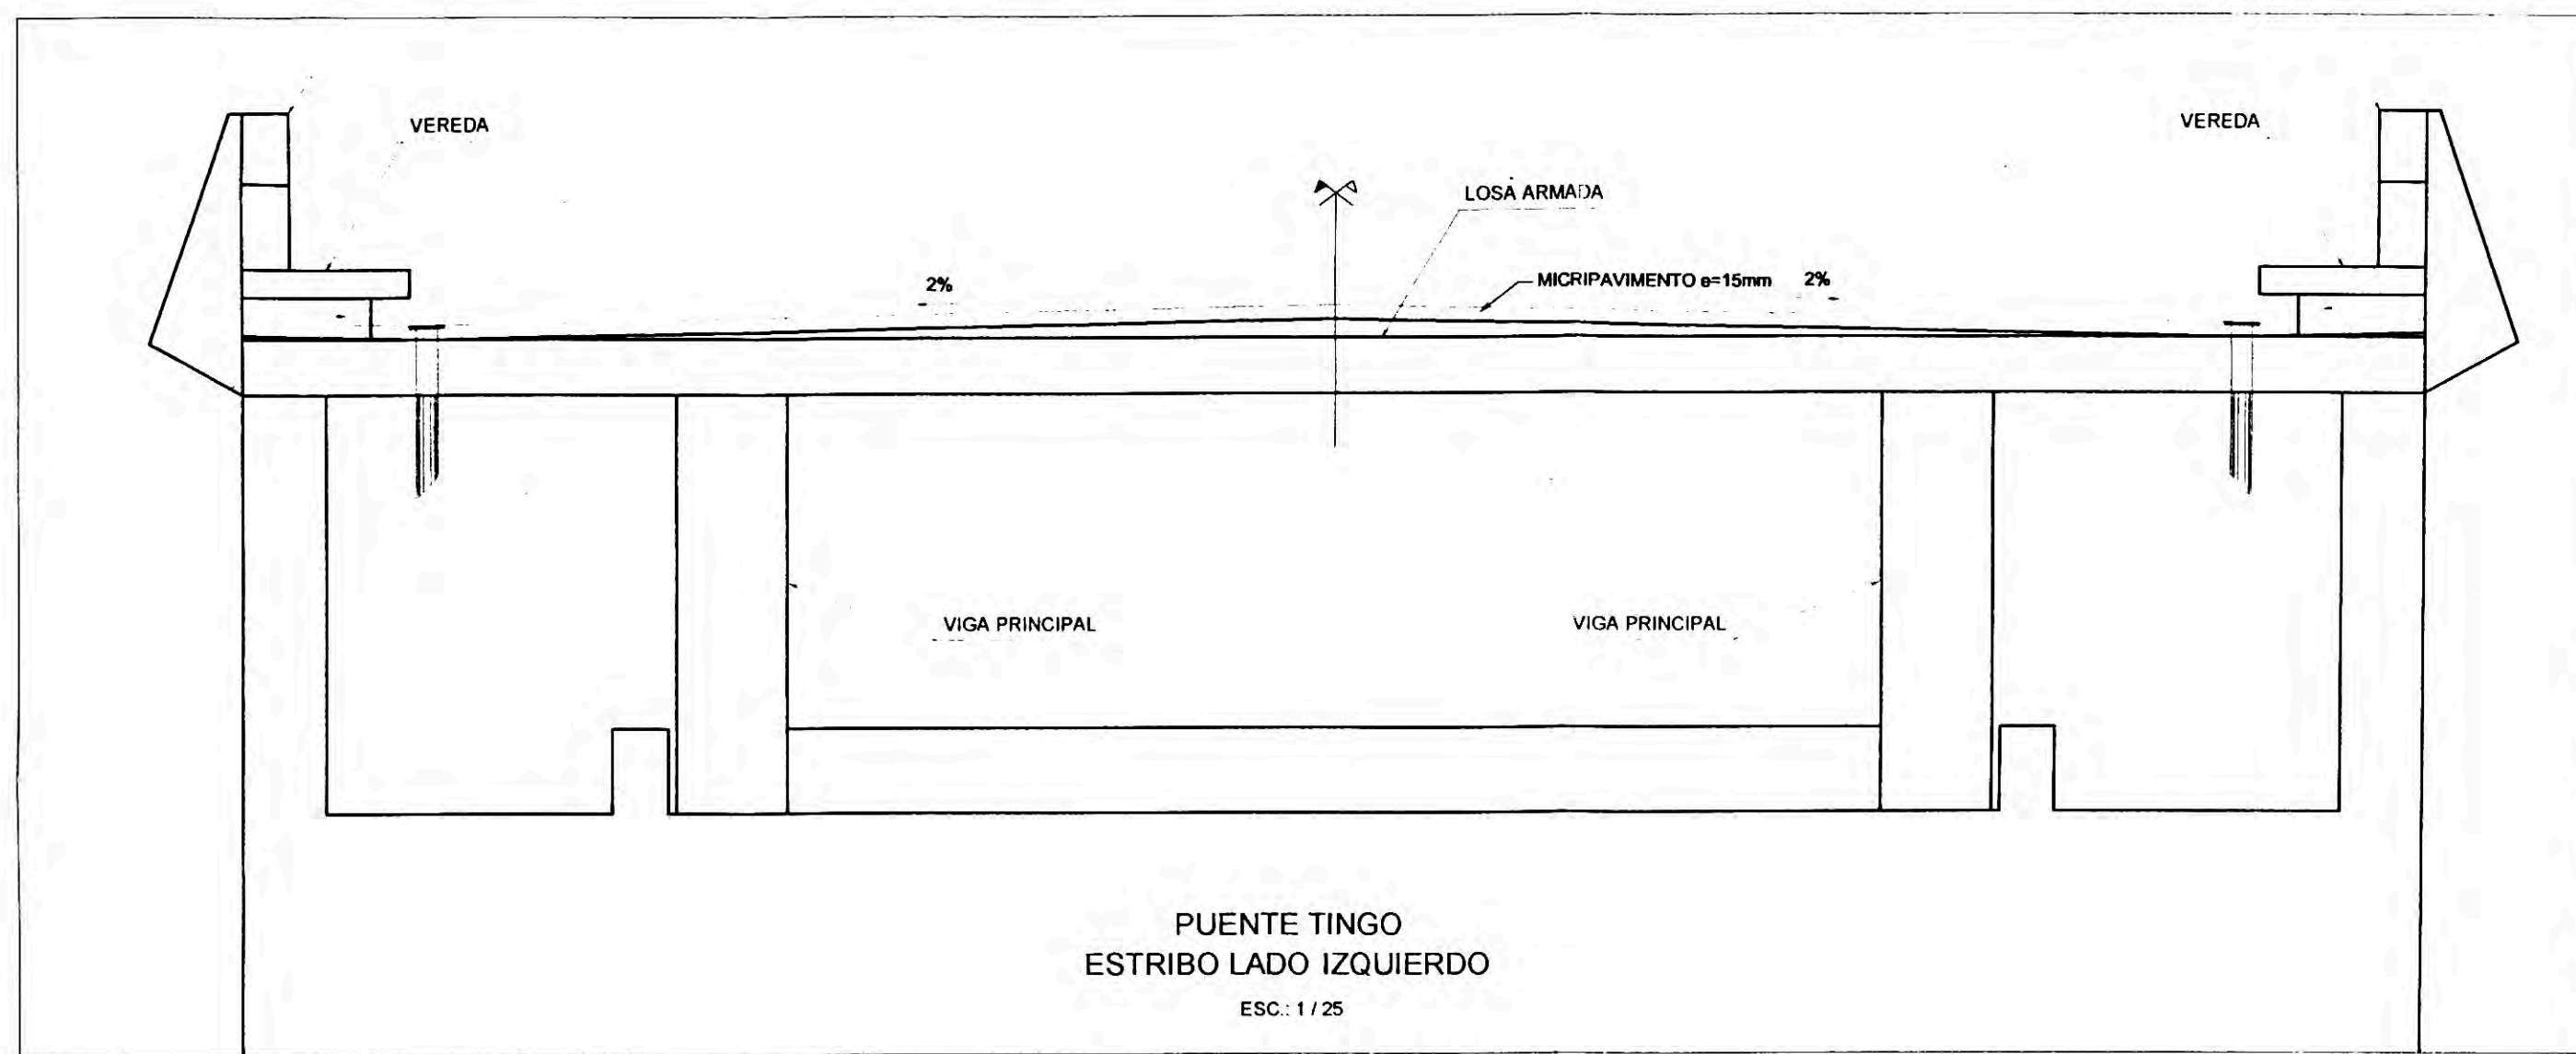 VEREDA
VEREDA
LOSA ARMADA
2%
MICRIPAVIMENTO e=15mm
2%
VIGA PRINCIPAL
VIGA PRINCIPAL
PUENTE TINGO
ESTRIBO LADO IZQUIERDO
ESC.: 1 / 25